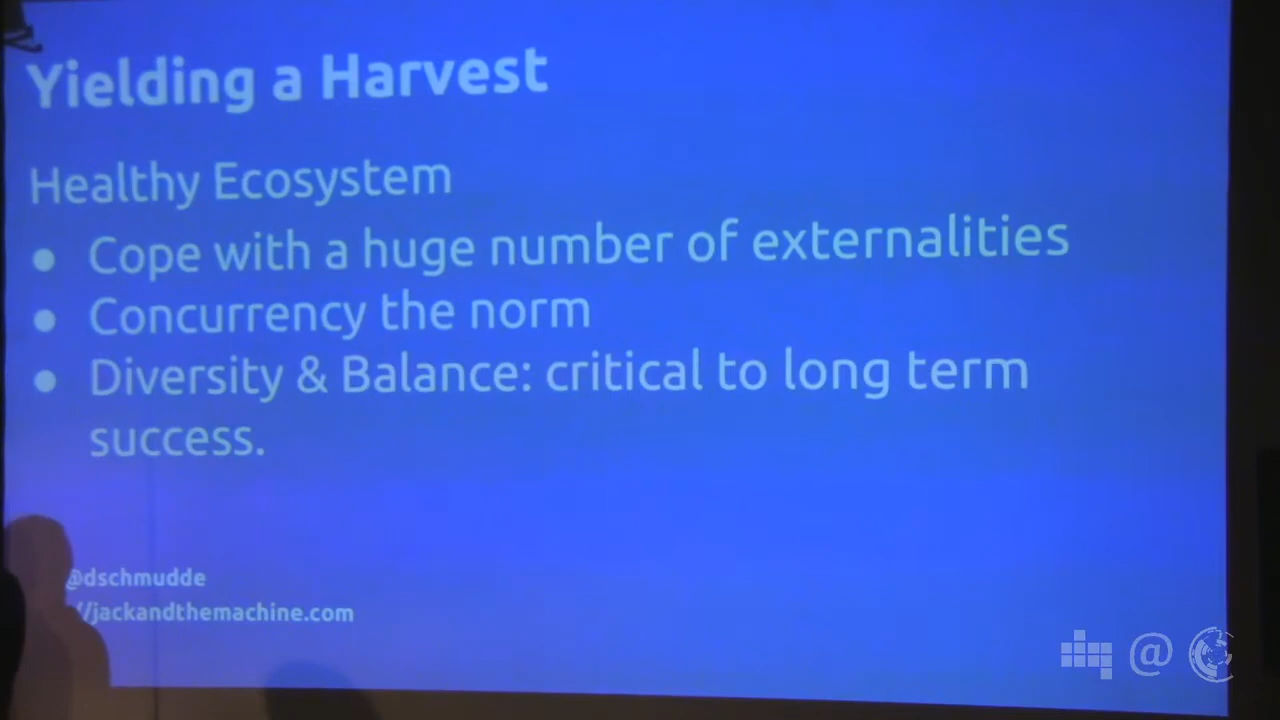 Yielding a Harvest
Healthy Ecosystem
● Cope with a huge number of externalities
● Concurrency the norm
● Diversity & Balance: critical to long term
success.
@dschmudde
//jackandthemachine.com
@